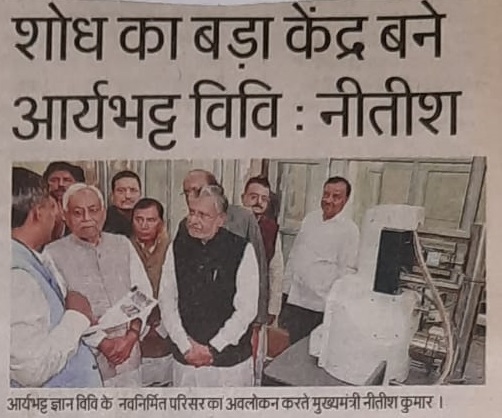 शोध का बड़ा केंद्र बने
आर्यभट्ट विवि : नीतीश
आर्यभट्ट ज्ञान विवि के नवनिर्मित परिसर का अवलोकन करते मुख्यमंत्री नीतीश कुमार ।